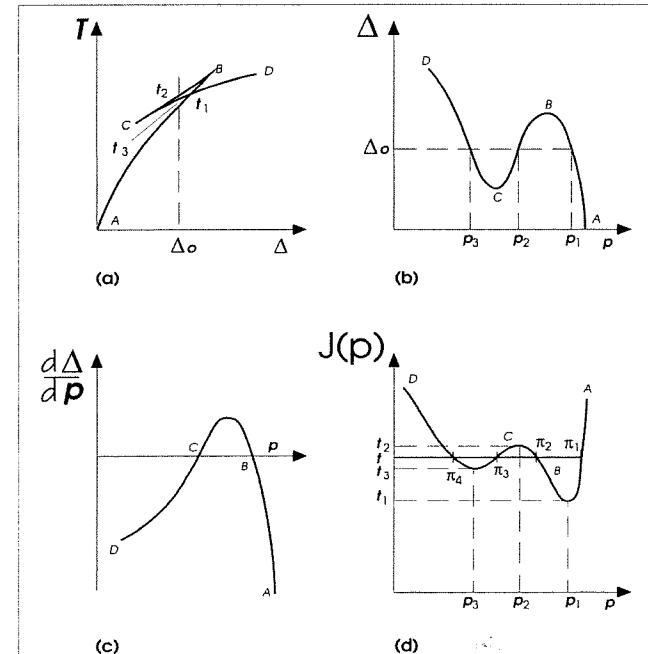 T
B
D
t₂
t₁
C
t₃
A
Δo
Δ
(a)
Δ
D
B
Δo
C
A
p₃
p₂
p₁
p
(b)
dΔ
dp
C
p
B
D
A
(c)
J(p)
D
A
t₂
C
π₂
π₁
t
t₃
B
π₄
π₃
t₁
p₃
p₂
p₁
p
(d)